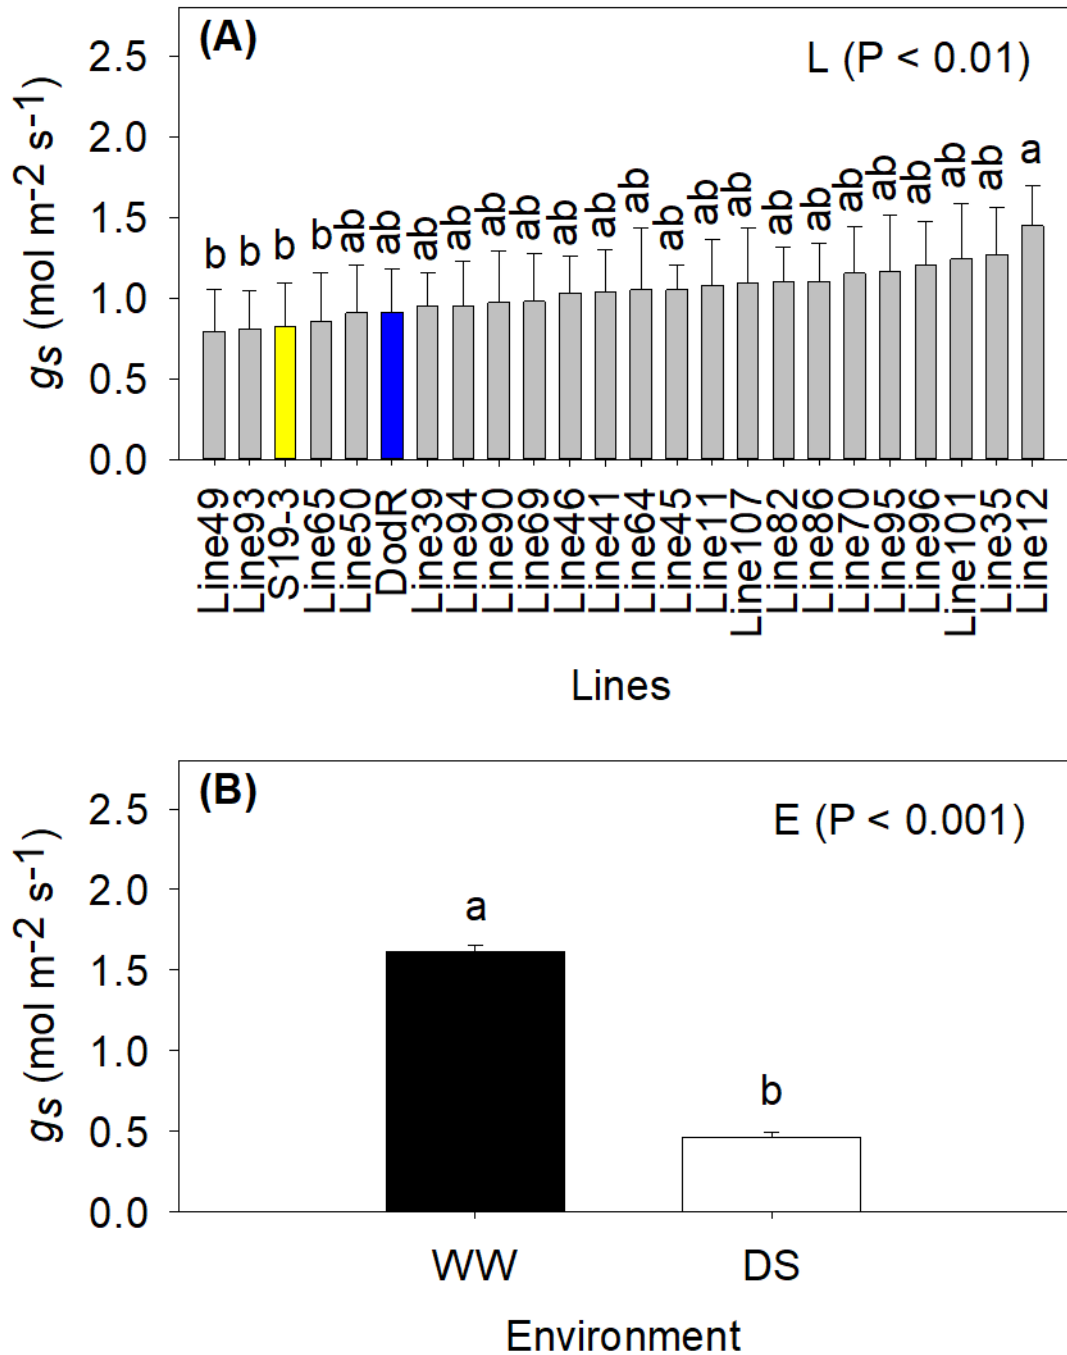 (A)
L (P < 0.01)
2.5
2.0
1.5
1.0
0.5
0.0
gs (mol m-2 s-1)
b b b b ab ab ab ab ab ab ab ab ab ab ab ab ab ab ab ab ab ab ab a
Line49
Line93
S19-3
Line65
Line50
DodR
Line39
Line94
Line90
Line69
Line46
Line41
Line64
Line45
Line11
Line107
Line82
Line86
Line70
Line95
Line96
Line101
Line35
Line12
Lines
(B)
E (P < 0.001)
2.5
2.0
1.5
1.0
0.5
0.0
gs (mol m-2 s-1)
a
b
WW DS
Environment